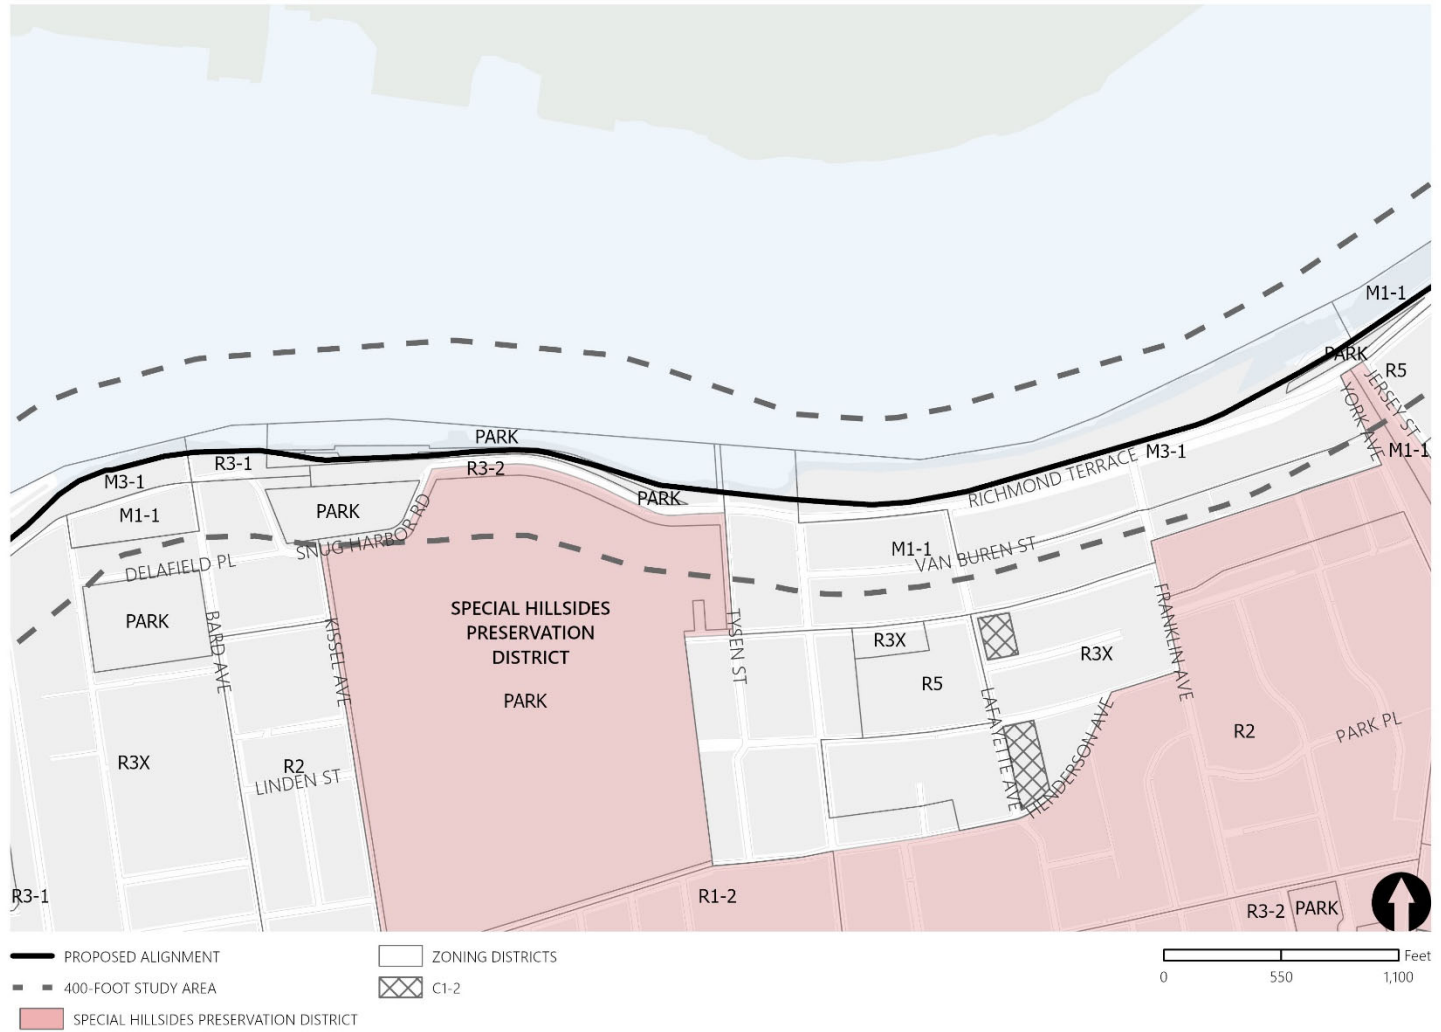 M1-1
PARK
R5
JERSEY ST
YORK AVE
PARK
R3-1
R3-2
M3-1
M1-1
PARK
PARK
SNUG HARBOR RD
RICHMOND TERRACE
M3-1
M1-1
M1-1
VAN BUREN ST
DELAFIELD PL
PARK
BARD AVE
KISSEL AVE
SPECIAL HILLSIDES
PRESERVATION
DISTRICT
PARK
TYSEN ST
R3X
R5
R3X
FRANKLIN AVE
LAFAYETTE AVE
HENDERSON AVE
R2
PARK PL
R3X
R2
LINDEN ST
R3-1
R1-2
R3-2
PARK
PROPOSED ALIGNMENT
400-FOOT STUDY AREA
SPECIAL HILLSIDES PRESERVATION DISTRICT
ZONING DISTRICTS
C1-2
Feet
0 550 1,100